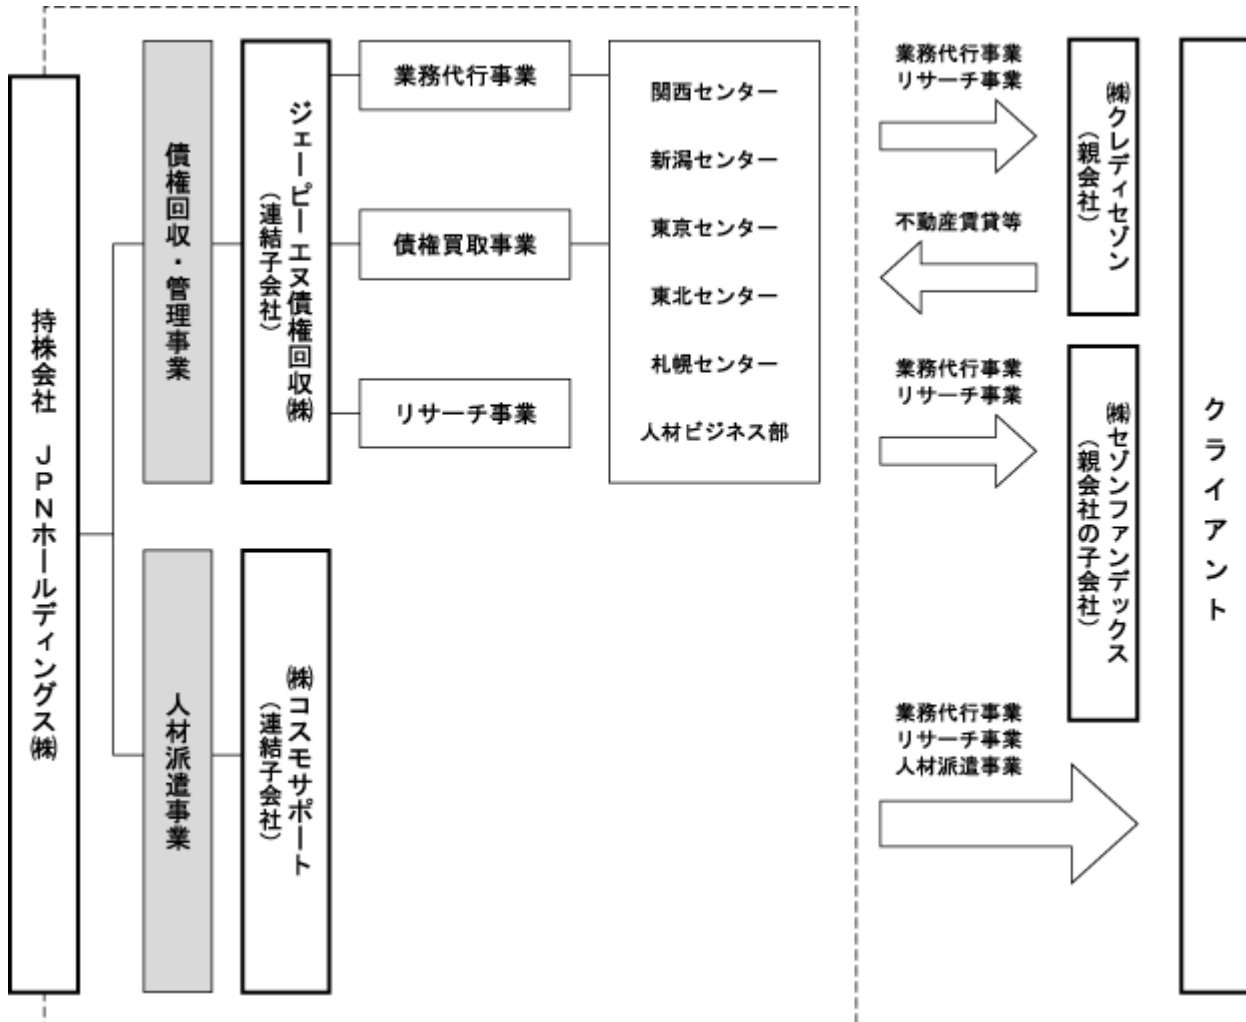 持株会社 ＪＰＮホールディングス㈱
債権回収・管理事業
ジェーピーエヌ債権回収㈱
（連結子会社）
業務代行事業
債権買取事業
リサーチ事業
関西センター
新潟センター
東京センター
東北センター
札幌センター
人材ビジネス部
人材派遣事業
㈱コスモサポート
（連結子会社）
業務代行事業
リサーチ事業
不動産賃貸等
㈱クレディセゾン
（親会社）
業務代行事業
リサーチ事業
㈱セゾンファンデックス
（親会社の子会社）
業務代行事業
リサーチ事業
人材派遣事業
クライアント